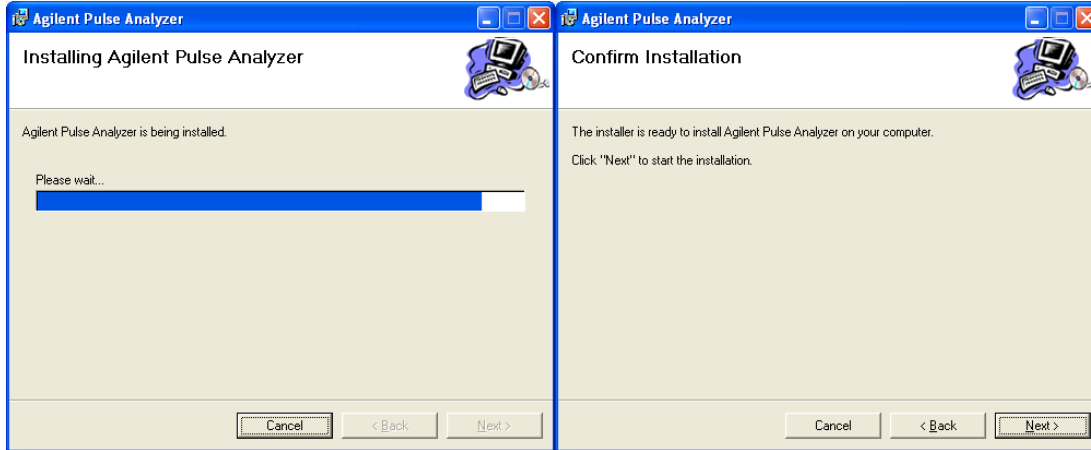 Agilent Pulse Analyzer
Installing Agilent Pulse Analyzer
Agilent Pulse Analyzer is being installed.
Please wait...
Cancel
< Back
Next >
Agilent Pulse Analyzer
Confirm Installation
The installer is ready to install Agilent Pulse Analyzer on your computer.
Click "Next" to start the installation.
Cancel
< Back
Next >